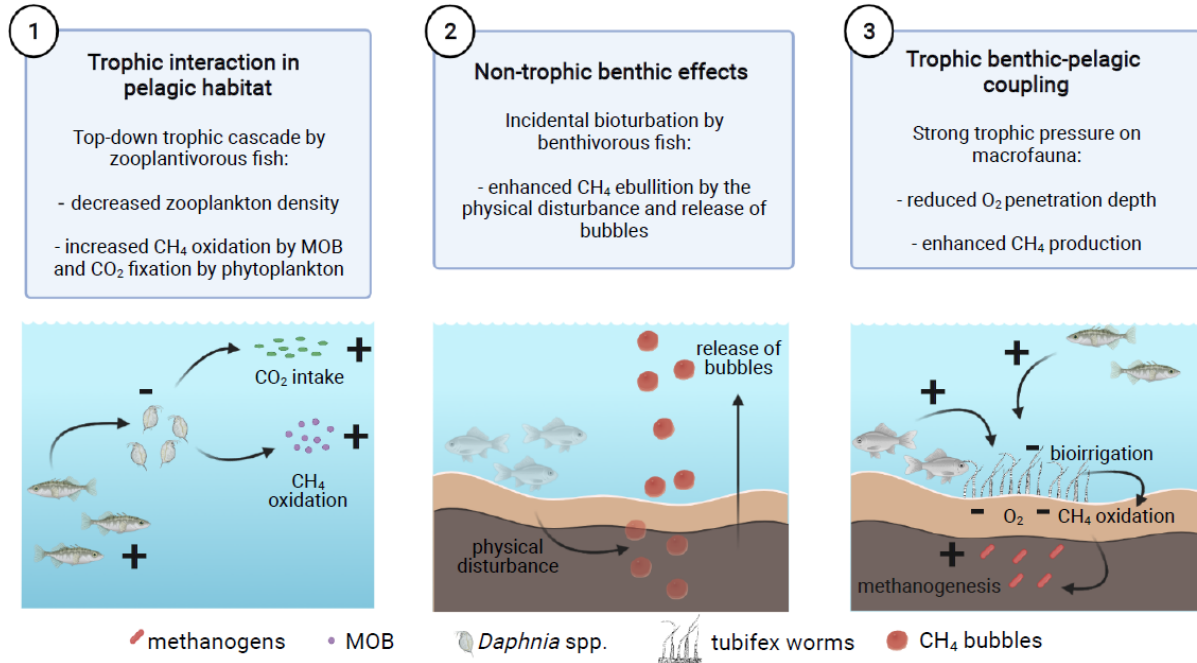 1
Trophic interaction in
pelagic habitat
Top-down trophic cascade by
zooplantivorous fish:
- decreased zooplankton density
- increased CH₄ oxidation by MOB
and CO₂ fixation by phytoplankton
2
Non-trophic benthic effects
Incidental bioturbation by
benthivorous fish:
- enhanced CH₄ ebullition by the
physical disturbance and release of
bubbles
3
Trophic benthic-pelagic
coupling
Strong trophic pressure on
macrofauna:
- reduced O₂ penetration depth
- enhanced CH₄ production
+
CO₂ intake
-
+
CH₄
oxidation
+
release of
bubbles
physical
disturbance
+
+
-
bioirrigation
- O₂ - CH₄ oxidation
+
methanogenesis
methanogens
MOB
Daphnia spp.
tubifex worms
CH₄ bubbles